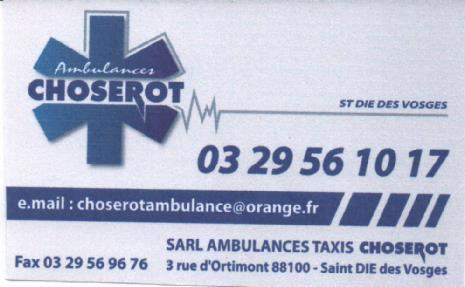 Ambulances
CHOSEROT
ST DIE DES VOSGES
03 29 56 10 17
e.mail : choserotambulance@orange.fr
SARL AMBULANCES TAXIS CHOSEROT
Fax 03 29 56 96 76 3 rue d'Ortimont 88100 - Saint DIE des Vosges